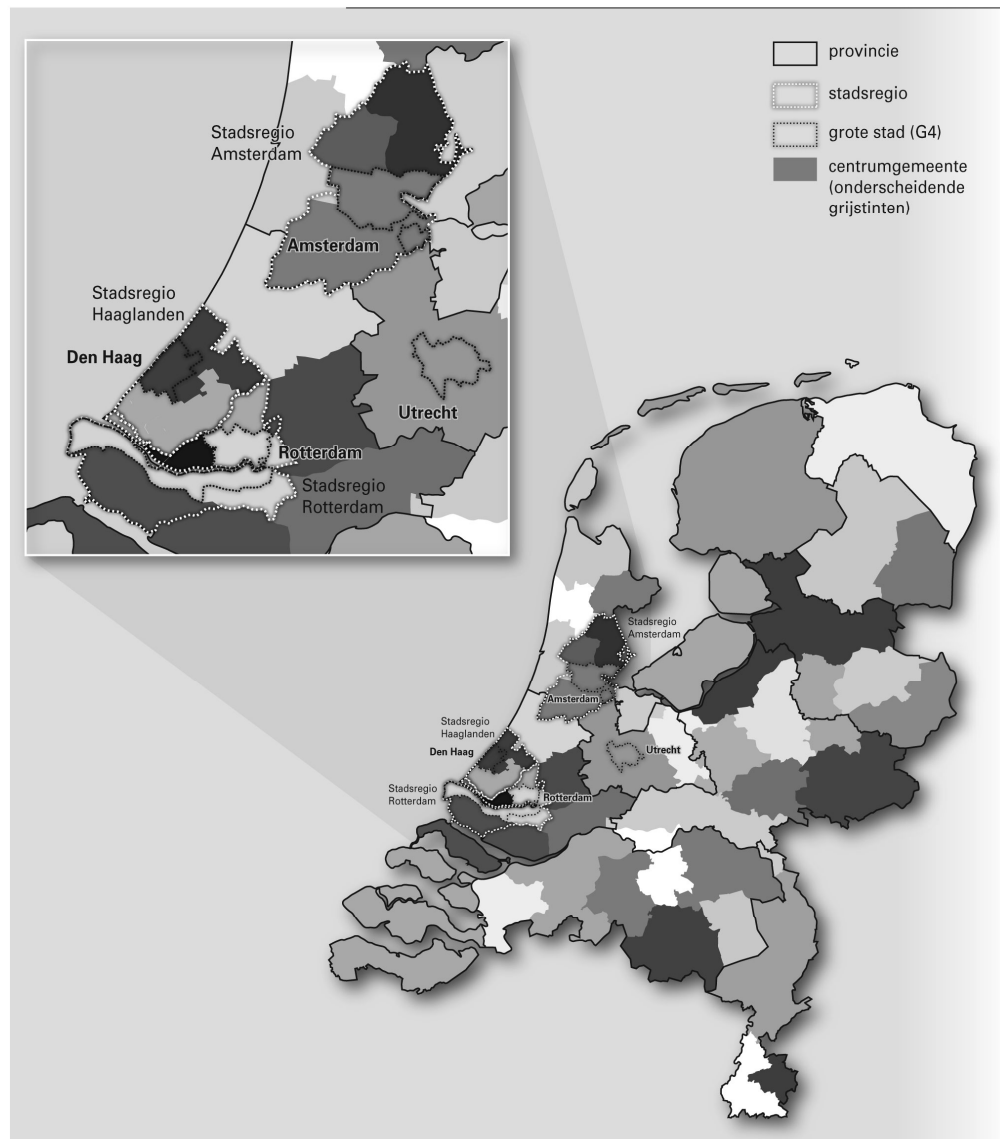 provincie
stadsregio
grote stad (G4)
centrumgemeente
(onderscheidende
grijstinten)
Stadsregio
Amsterdam
Amsterdam
Stadsregio
Haaglanden
Den Haag
Utrecht
Rotterdam
Stadsregio
Rotterdam
Stadsregio
Amsterdam
Amsterdam
Stadsregio
Haaglanden
Den Haag
Utrecht
Stadsregio
Rotterdam
Rotterdam